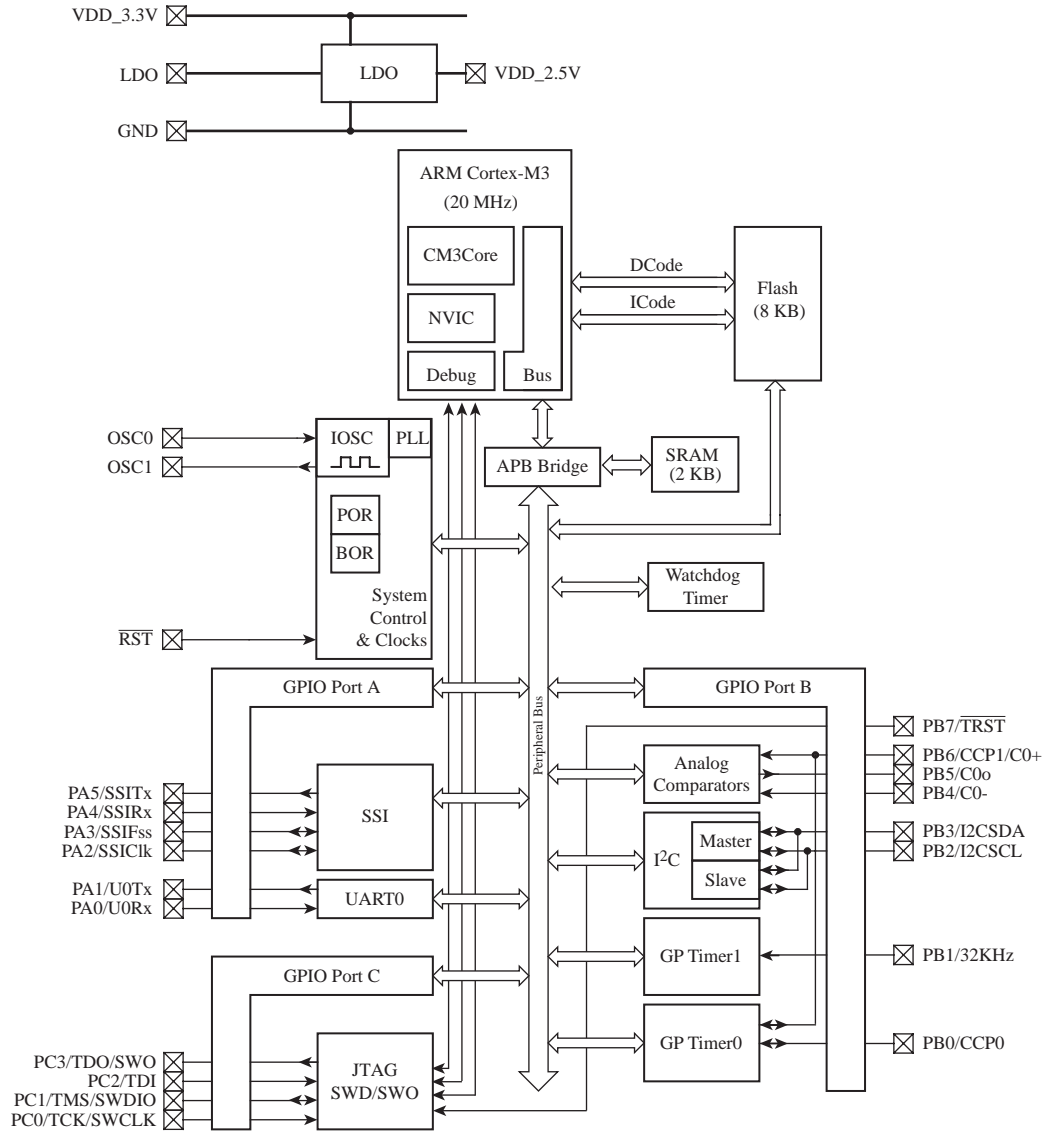 VDD_3.3V
LDO
LDO
VDD_2.5V
GND
ARM Cortex-M3
(20 MHz)
CM3Core
NVIC
Debug
Bus
DCode
ICode
Flash
(8 KB)
OSC0
OSC1
IOSC
PLL
POR
BOR
System
Control
& Clocks
RST
APB Bridge
SRAM
(2 KB)
Watchdog
Timer
Peripheral Bus
GPIO Port A
PA5/SSITx
PA4/SSIRx
PA3/SSIFss
PA2/SSIClk
SSI
PA1/U0Tx
PA0/U0Rx
UART0
GPIO Port B
PB7/TRST
PB6/CCP1/C0+
PB5/C0o
PB4/C0-
Analog
Comparators
PB3/I2CSDA
PB2/I2CSCL
I²C
Master
Slave
GP Timer1
PB1/32KHz
GP Timer0
PB0/CCP0
GPIO Port C
PC3/TDO/SWO
PC2/TDI
PC1/TMS/SWDIO
PC0/TCK/SWCLK
JTAG
SWD/SWO